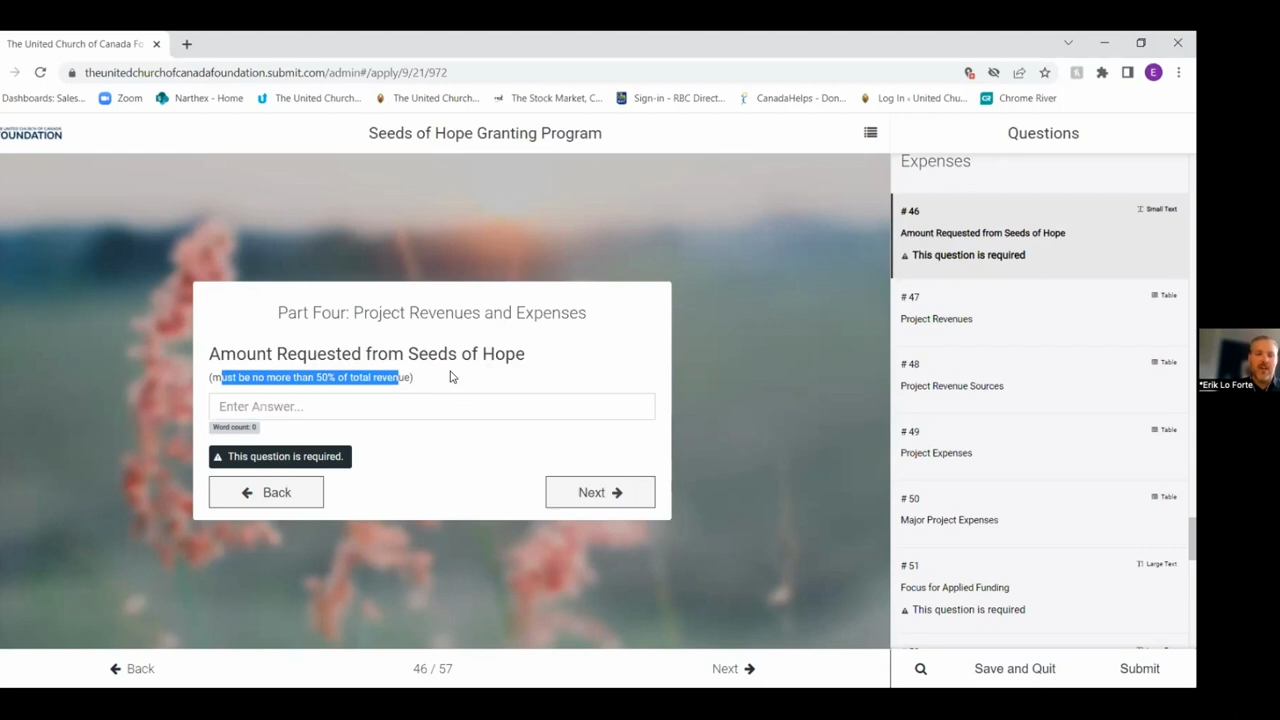 The United Church of Canada Fo
theunitedchurchofcanadafoundation.submit.com/admin#/apply/9/21/972
E
Dashboards: Sales... Zoom Narthex - Home The United Church... The United Church... The Stock Market, C... Sign-in - RBC Direct... CanadaHelps - Don... Log In ‹ United Chu... Chrome River
THE UNITED CHURCH OF CANADA
FOUNDATION
Seeds of Hope Granting Program
Questions
Expenses
# 46 Small Text
Amount Requested from Seeds of Hope
This question is required
# 47 Table
Project Revenues
# 48 Table
Project Revenue Sources
# 49 Table
Project Expenses
# 50 Table
Major Project Expenses
# 51 Large Text
Focus for Applied Funding
This question is required
Part Four: Project Revenues and Expenses
Amount Requested from Seeds of Hope
(must be no more than 50% of total revenue)
Enter Answer...
Word count: 0
This question is required.
Back
Next
Back
46 / 57
Next
Save and Quit
Submit
*Erik Lo Forte